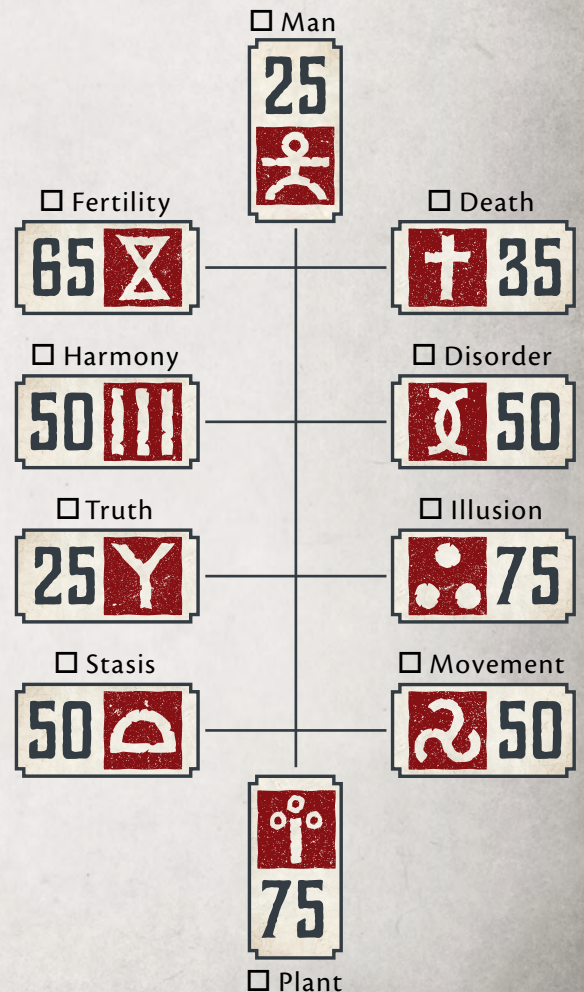 Man
25
Fertility Death
65 35
Harmony Disorder
50 50
Truth Illusion
25 75
Stasis Movement
50 50
75
Plant